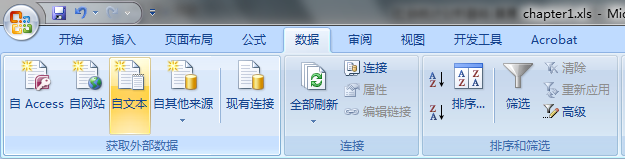 chapter1.xls - Mic
开始 插入 页面布局 公式 数据 审阅 视图 开发工具 Acrobat
自 Access 自网站 自文本 自其他来源 现有连接 全部刷新 连接 属性 编辑链接 排序... 筛选 清除 重新应用 高级
获取外部数据 连接 排序和筛选